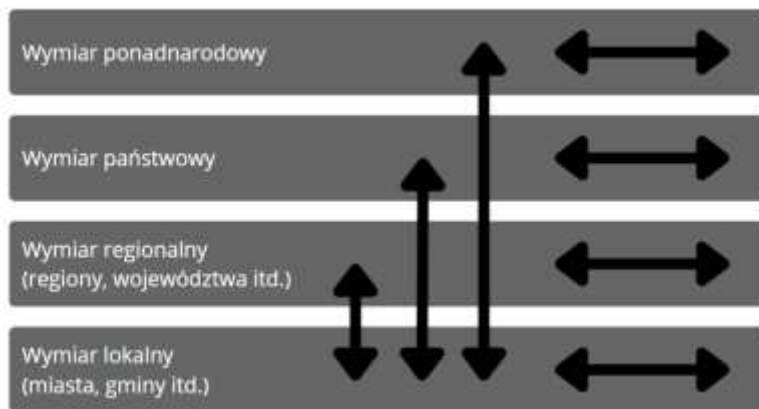 Wymiar ponadnarodowy
Wymiar państwowy
Wymiar regionalny
(regiony, województwa itd.)
Wymiar lokalny
(miasta, gminy itd.)